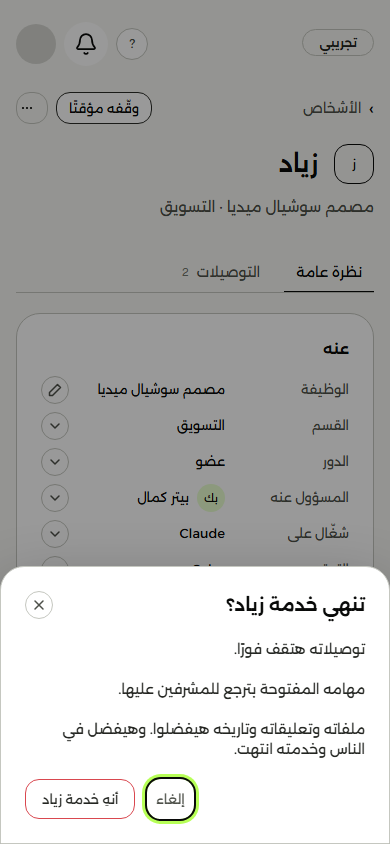 تجريبي
?
‹ الأشخاص
وقّفه مؤقتًا
...
ز
زياد
مصمم سوشيال ميديا · التسويق
نظرة عامة
التوصيلات 2
عنه
الوظيفة
مصمم سوشيال ميديا
القسم
التسويق
الدور
عضو
المسؤول عنه
بك
بيتر كمال
شغّال على
Claude
تنهي خدمة زياد؟
توصيلاته هتقف فورًا.
مهامه المفتوحة بترجع للمشرفين عليها.
ملفاته وتعليقاته وتاريخه هيفضلوا. وهيفضل في
الناس وخدمته انتهت.
إلغاء
أنهِ خدمة زياد